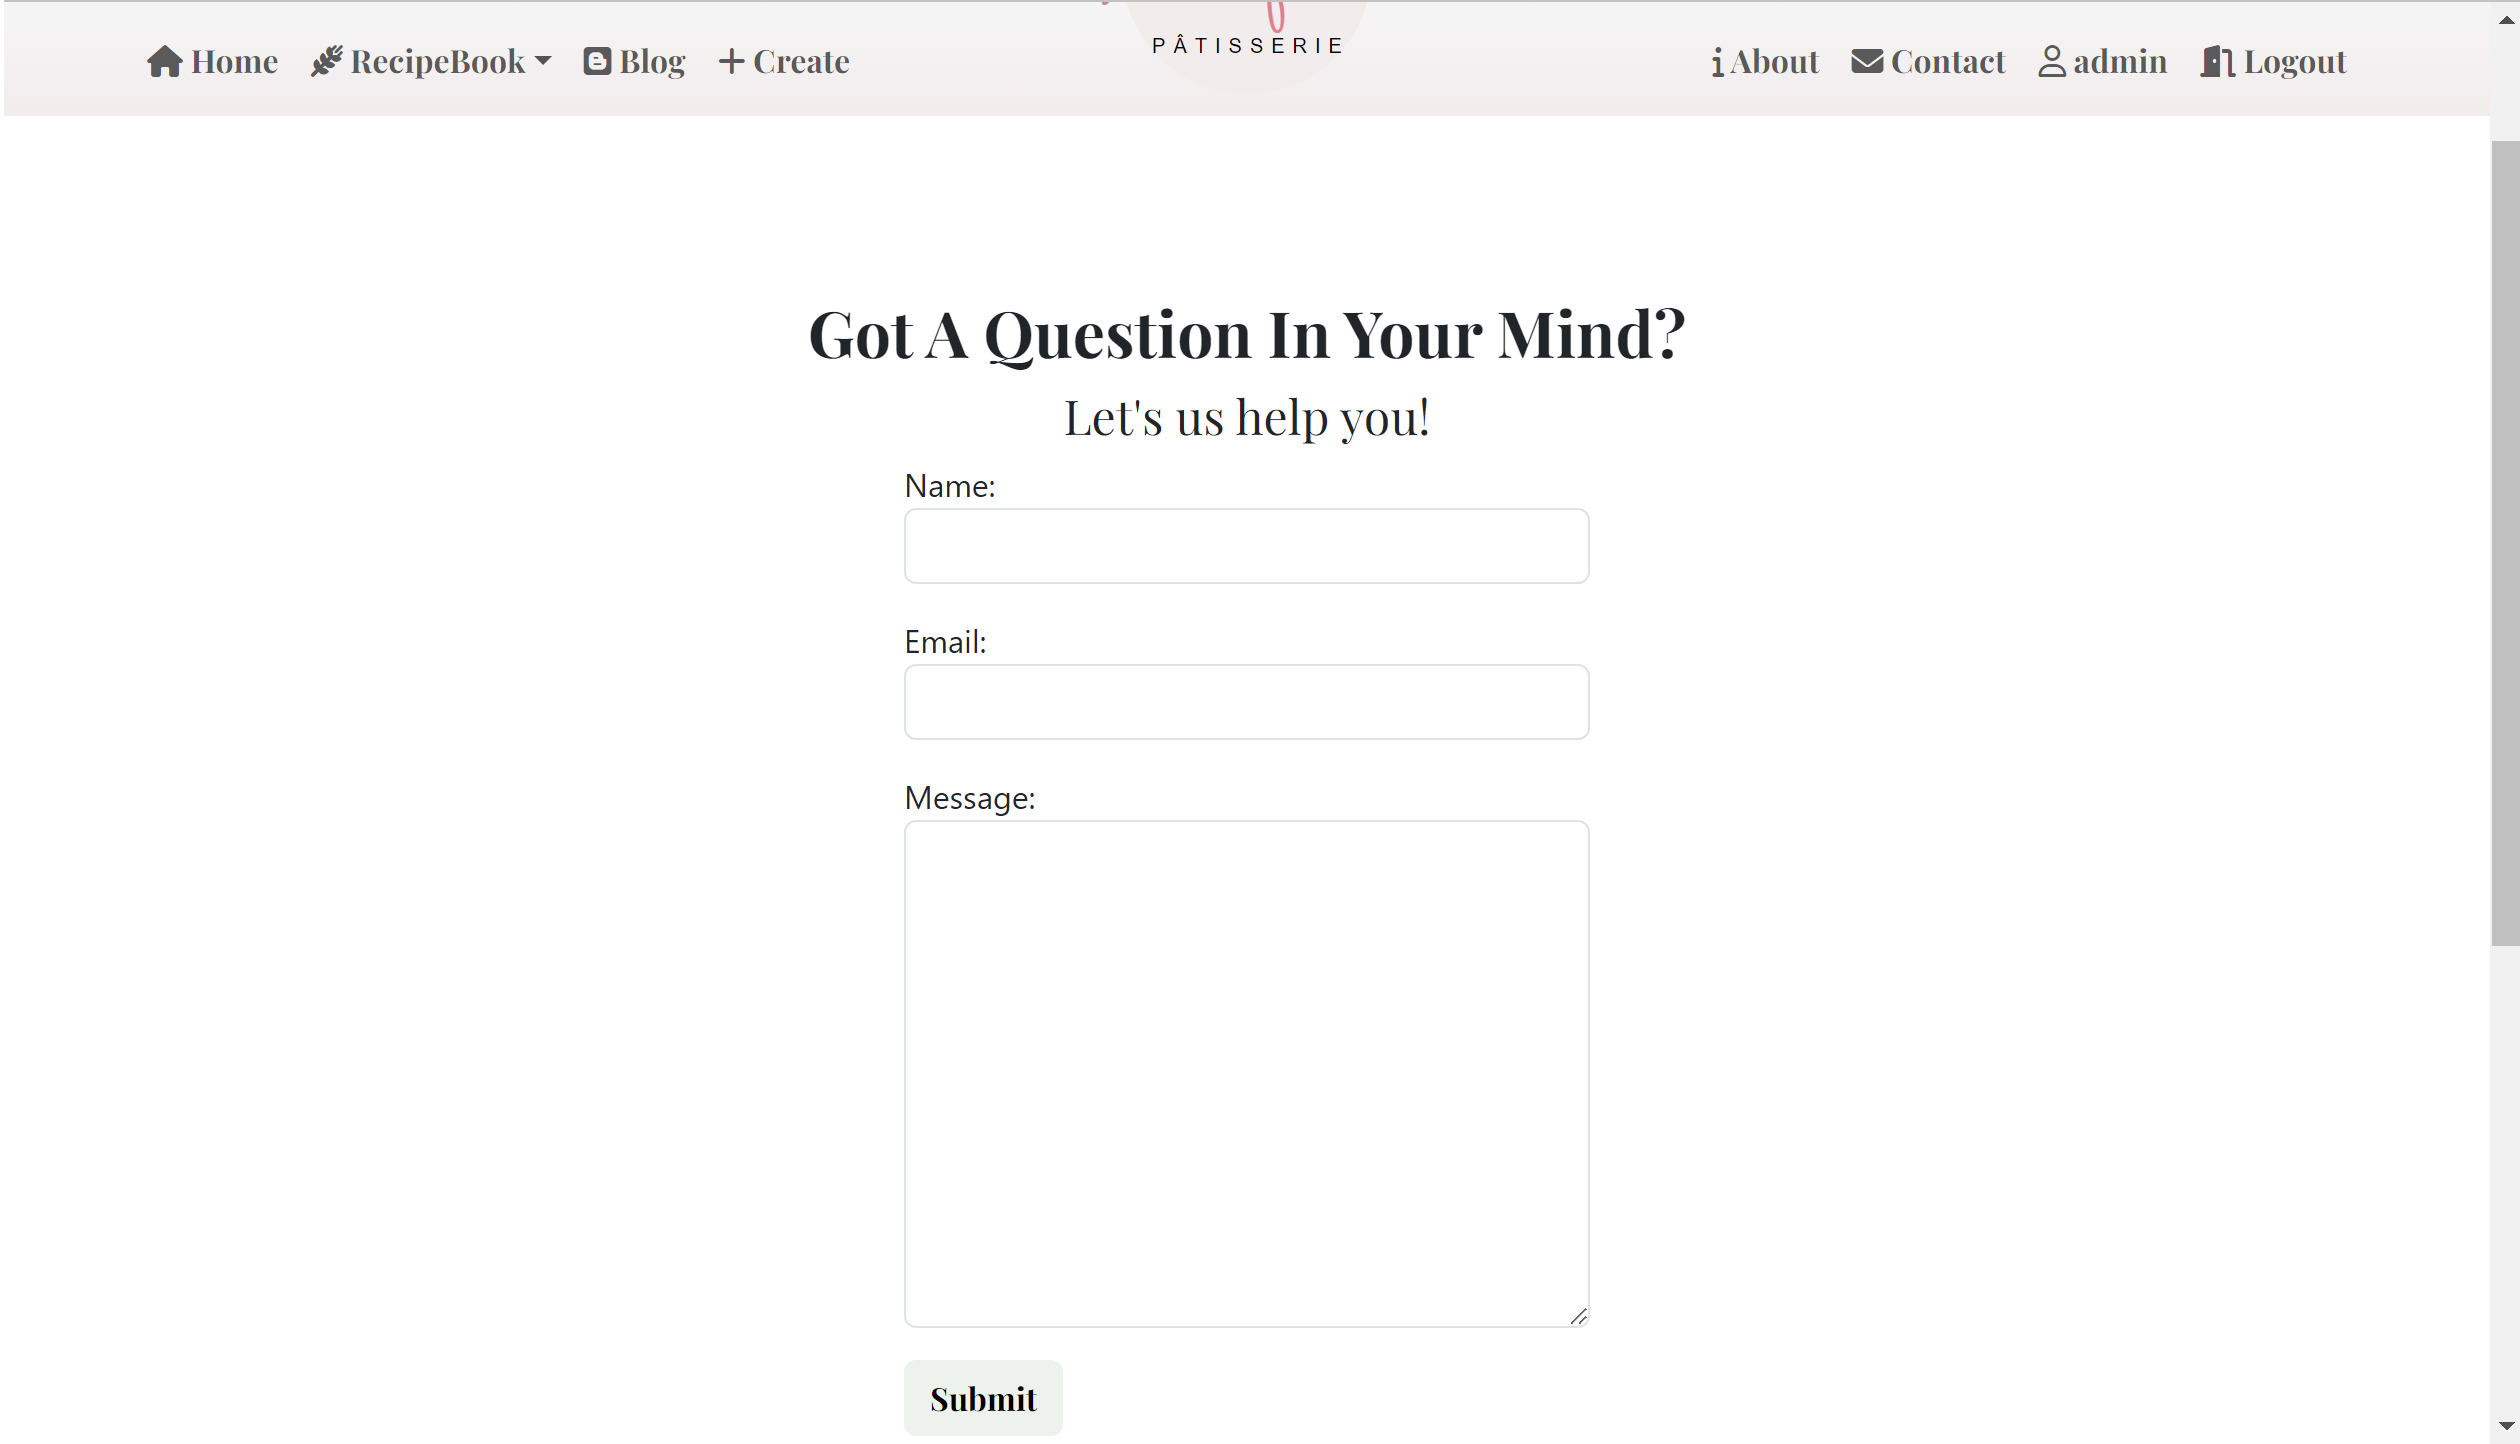 PÂTISSERIE
Home RecipeBook Blog + Create About Contact admin Logout
Got A Question In Your Mind?
Let's us help you!
Name:
Email:
Message:
Submit